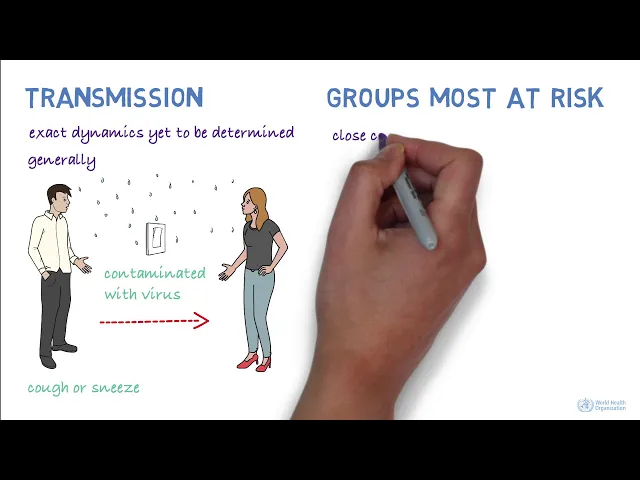 TRANSMISSION
exact dynamics yet to be determined
generally
contaminated
with virus
cough or sneeze
GROUPS MOST AT RISK
close c
World Health
Organization